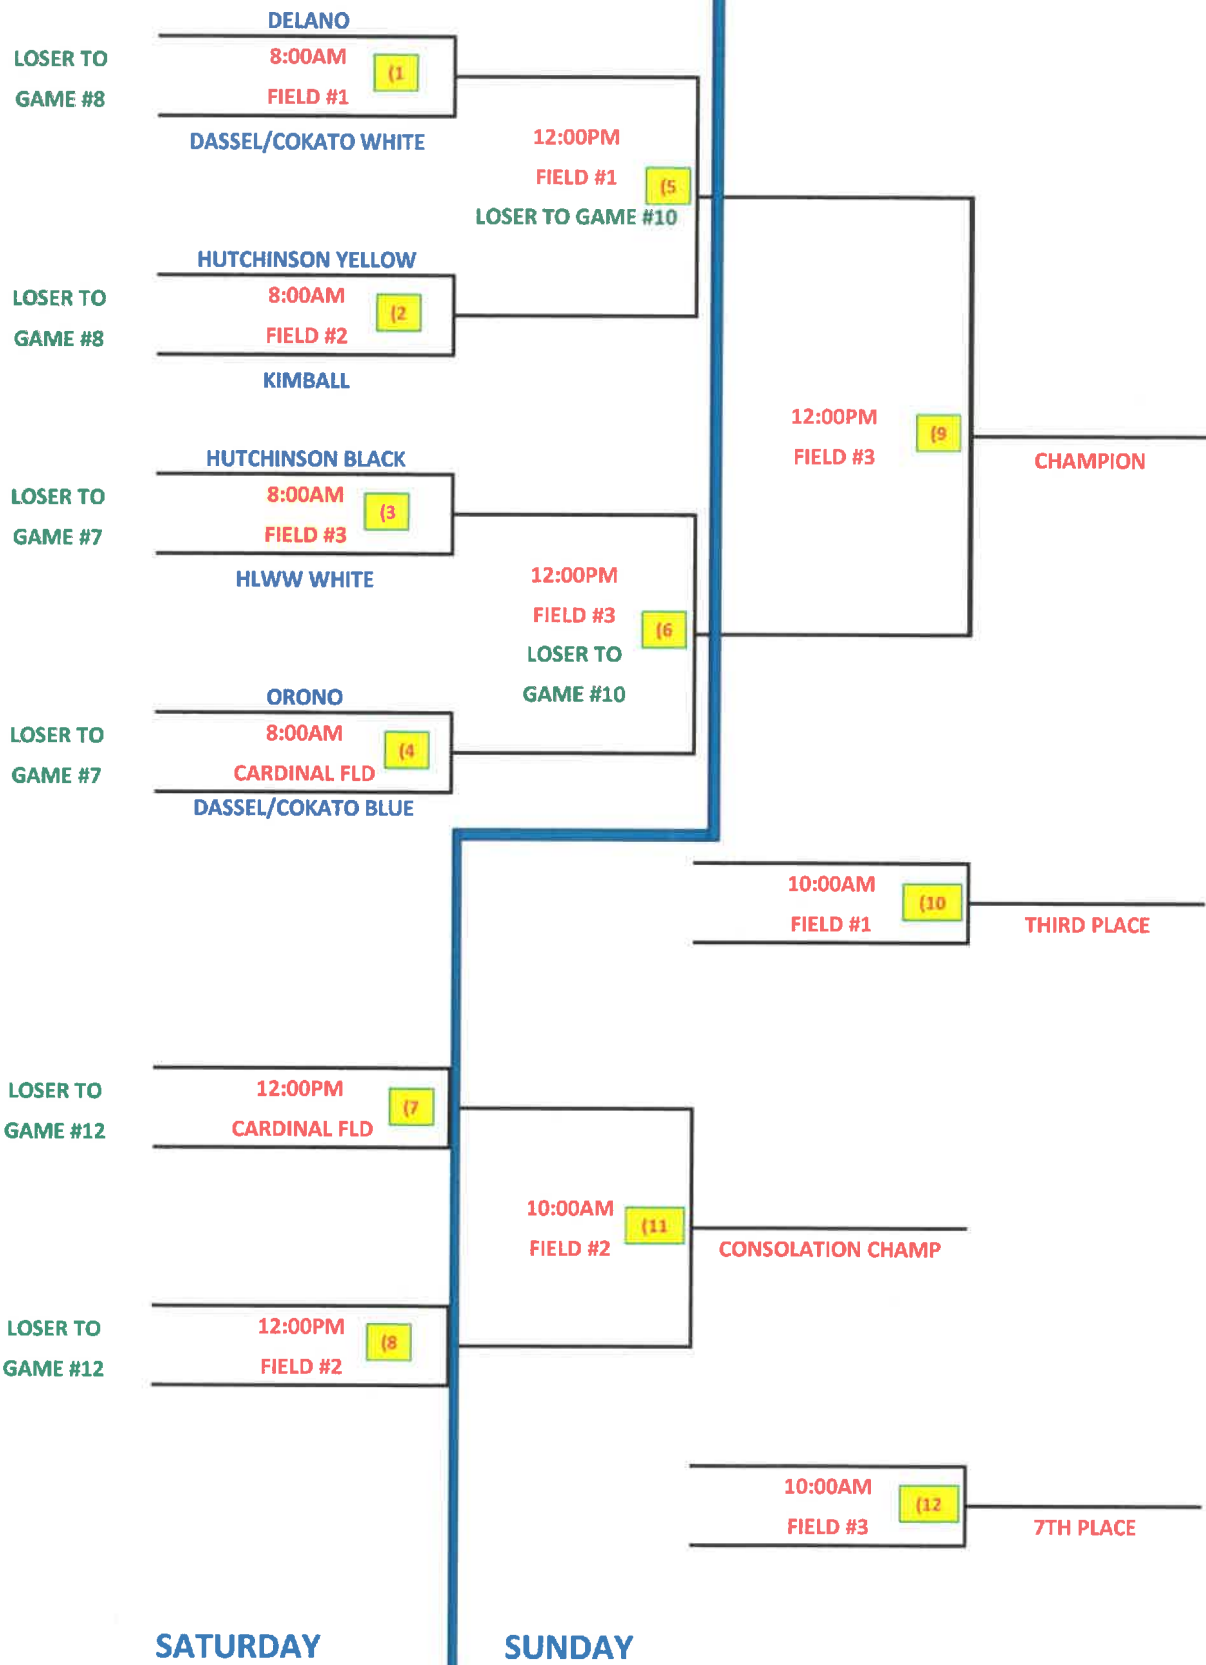 DELANO
LOSER TO
GAME #8
8:00AM
FIELD #1
(1
DASSEL/COKATO WHITE
12:00PM
FIELD #1
(5
LOSER TO GAME #10
HUTCHINSON YELLOW
LOSER TO
GAME #8
8:00AM
FIELD #2
(2
KIMBALL
12:00PM
FIELD #3
(9
CHAMPION
HUTCHINSON BLACK
LOSER TO
GAME #7
8:00AM
FIELD #3
(3
HLWW WHITE
12:00PM
FIELD #3
(6
LOSER TO
GAME #10
ORONO
LOSER TO
GAME #7
8:00AM
CARDINAL FLD
(4
DASSEL/COKATO BLUE
10:00AM
FIELD #1
(10
THIRD PLACE
LOSER TO
GAME #12
12:00PM
CARDINAL FLD
(7
10:00AM
FIELD #2
(11
CONSOLATION CHAMP
LOSER TO
GAME #12
12:00PM
FIELD #2
(8
10:00AM
FIELD #3
(12
7TH PLACE
SATURDAY
SUNDAY